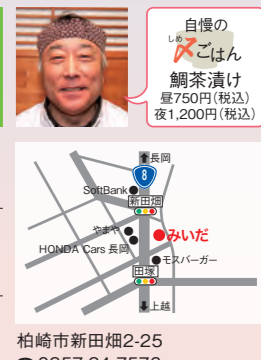 自慢の
しめ
〆ごはん
鯛茶漬け
昼750円(税込)
夜1,200円(税込)
長岡
8
SoftBank
新田畑
やまや
みいだ
HONDA Cars 長岡
モスバーガー
田塚
上越
柏崎市新田畑2-25